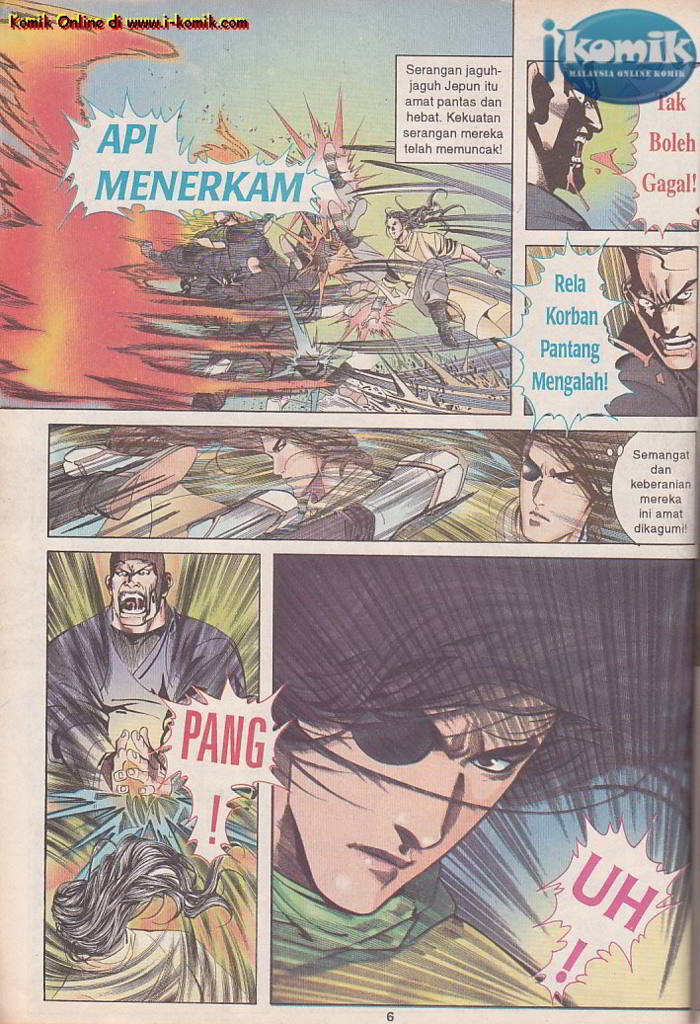 Komik Online di www.i-komik.com
ikomik
MALAYSIA ONLINE KOMIK
Serangan jaguh-
jaguh Jepun itu
amat pantas dan
hebat. Kekuatan
serangan mereka
telah memuncak!
API
MENERKAM
Tak
Boleh
Gagal!
Rela
Korban
Pantang
Mengalah!
Semangat
dan
keberanian
mereka
ini amat
dikagumi!
PANG
!
UH
!
6